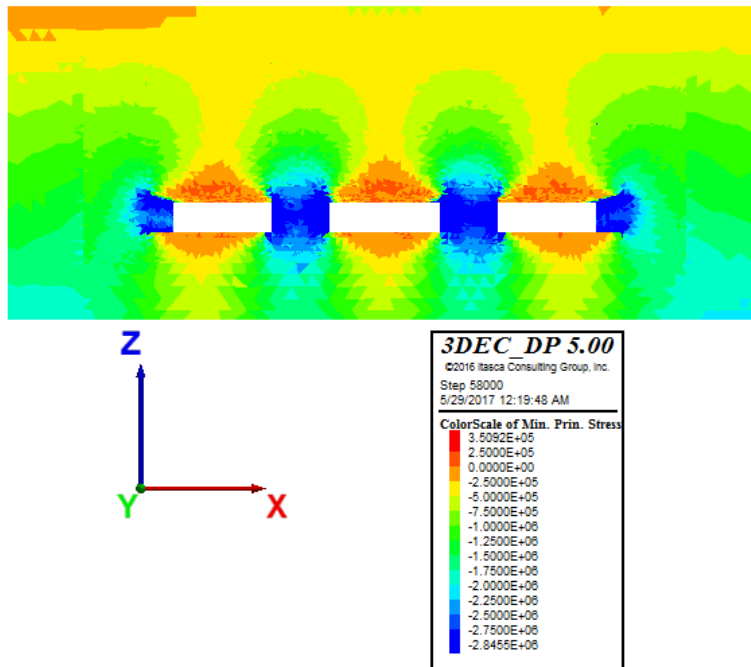 Z
Y
X
3DEC_DP 5.00
©2016 Itasca Consulting Group, Inc.
Step 58000
5/29/2017 12:19:48 AM
ColorScale of Min. Prin. Stress
3.5092E+05
2.5000E+05
0.0000E+00
-2.5000E+05
-5.0000E+05
-7.5000E+05
-1.0000E+06
-1.2500E+06
-1.5000E+06
-1.7500E+06
-2.0000E+06
-2.2500E+06
-2.5000E+06
-2.7500E+06
-2.8455E+06